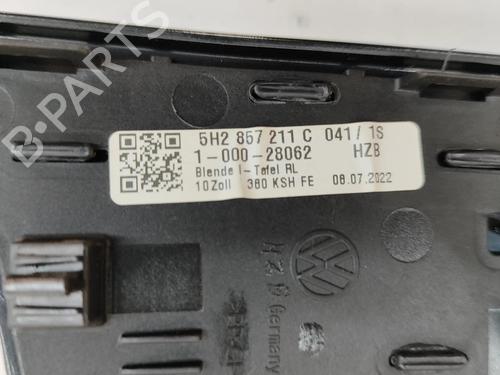 B-PARTS
5H2 857 211 C 041/ 1S
1-000-28062 HZB
Blende I-Tafel RL
10Zoll 380 KSH FE 08.07.2022
Germany